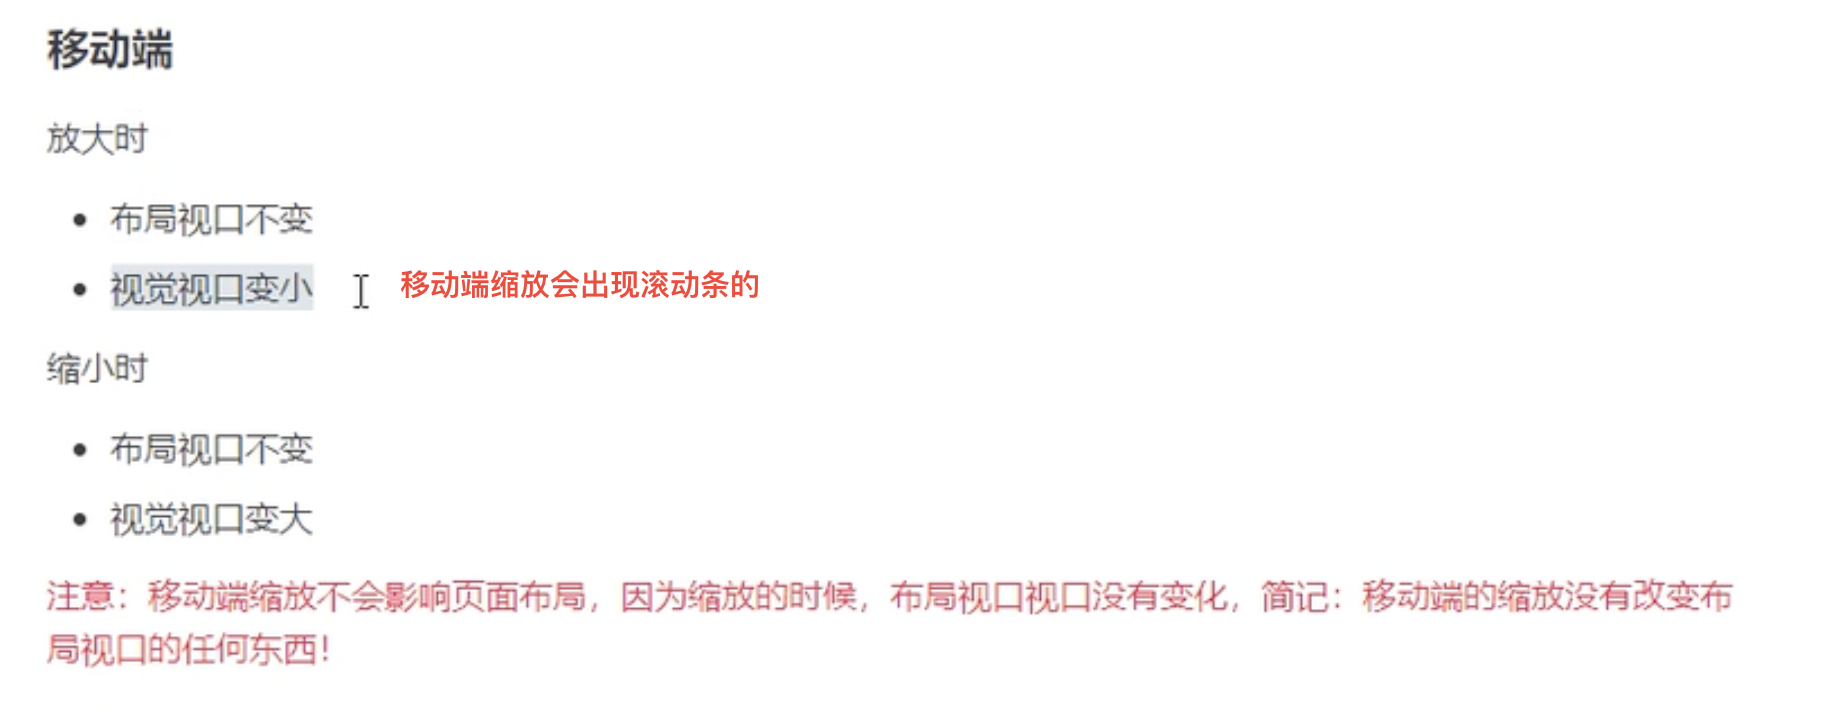 移动端
放大时
布局视口不变
视觉视口变小 移动端缩放会出现滚动条的
缩小时
布局视口不变
视觉视口变大
注意：移动端缩放不会影响页面布局，因为缩放的时候，布局视口视口没有变化，简记：移动端的缩放没有改变布
局视口的任何东西！